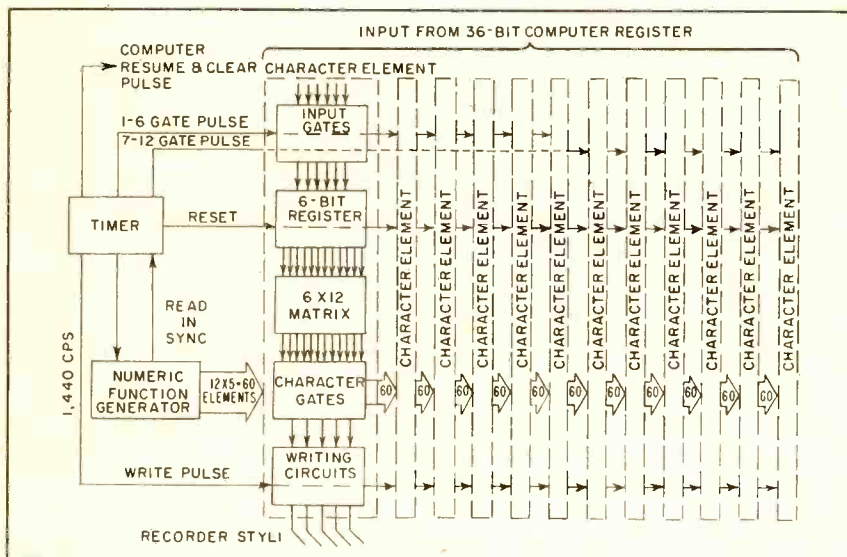 INPUT FROM 36-BIT COMPUTER REGISTER
COMPUTER
RESUME & CLEAR
PULSE
CHARACTER ELEMENT
1-6 GATE PULSE
7-12 GATE PULSE
INPUT
GATES
TIMER
RESET
6-BIT
REGISTER
READ
IN
SYNC
6 X 12
MATRIX
1,440 CPS
NUMERIC
FUNCTION
GENERATOR
12X5=60
ELEMENTS
CHARACTER
GATES
WRITE PULSE
WRITING
CIRCUITS
RECORDER STYLI
CHARACTER ELEMENT
CHARACTER ELEMENT
CHARACTER ELEMENT
CHARACTER ELEMENT
CHARACTER ELEMENT
CHARACTER ELEMENT
CHARACTER ELEMENT
CHARACTER ELEMENT
CHARACTER ELEMENT
CHARACTER ELEMENT
CHARACTER ELEMENT
60
60
60
60
60
60
60
60
60
60
60